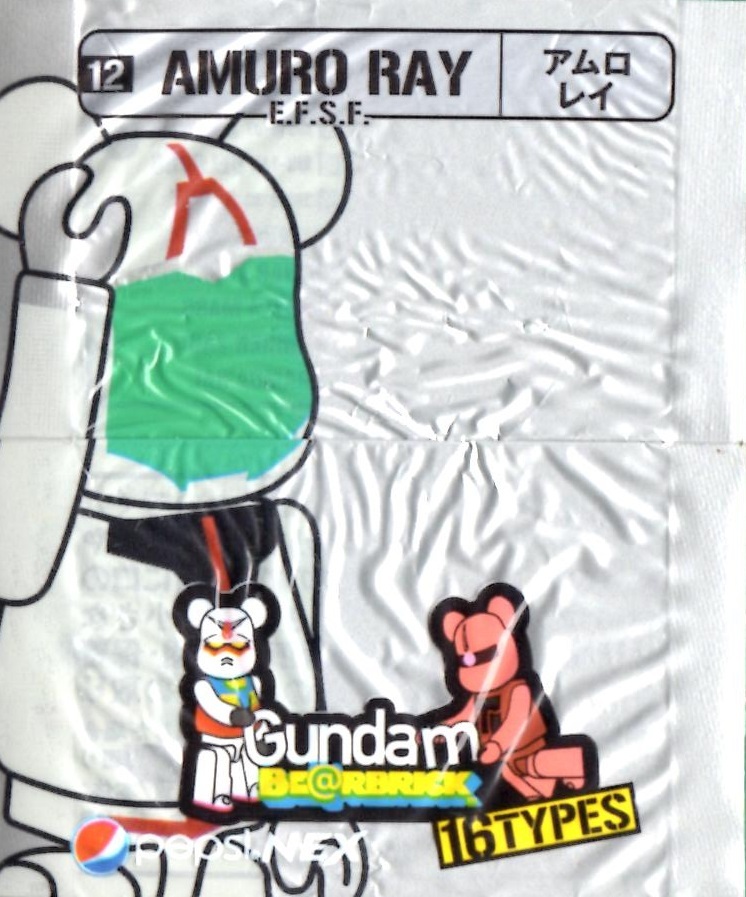 12 AMURO RAY アムロ
レイ
E.F.S.F.
Gundam
BE@RBRICK
16TYPES
pepsi NEX